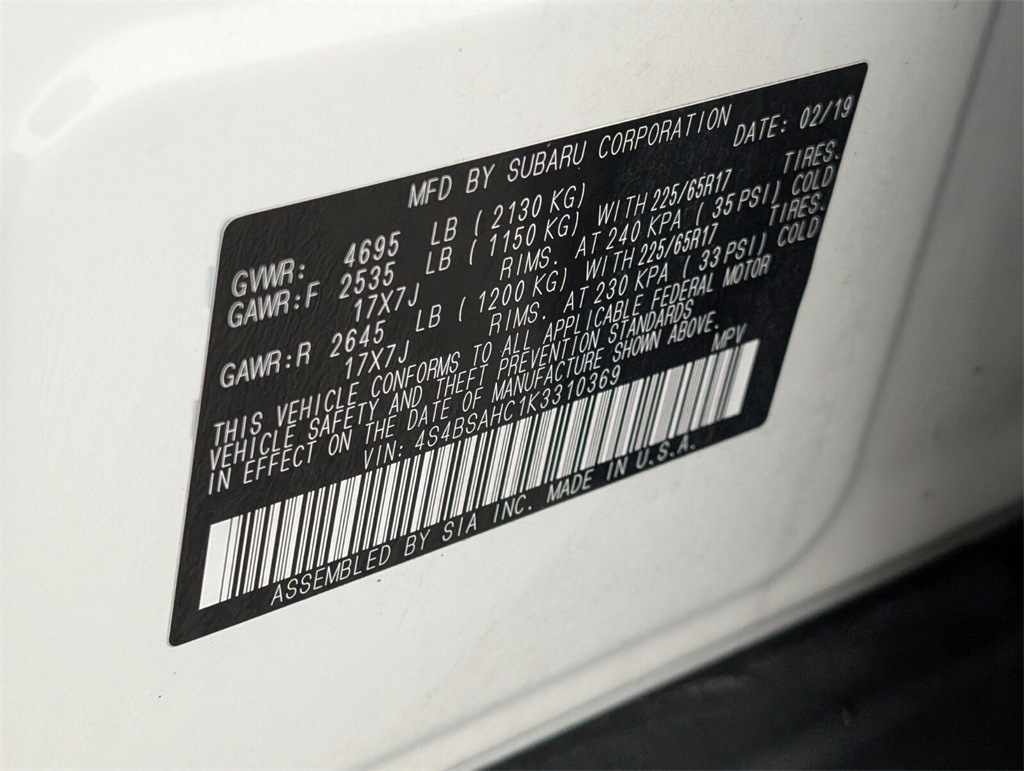 MFD BY SUBARU CORPORATION
DATE: 02/19
GVWR: 4695 LB ( 2130 KG)
GAWR:F 2535 LB ( 1150 KG) WITH 225/65R17 TIRES.
17X7J RIMS. AT 240 KPA ( 35 PSI) COLD
GAWR:R 2645 LB ( 1200 KG) WITH 225/65R17 TIRES.
17X7J RIMS. AT 230 KPA ( 33 PSI) COLD
THIS VEHICLE CONFORMS TO ALL APPLICABLE FEDERAL MOTOR
VEHICLE SAFETY AND THEFT PREVENTION STANDARDS
IN EFFECT ON THE DATE OF MANUFACTURE SHOWN ABOVE.
VIN: 4S4BSAHC1K3310369 MPV
ASSEMBLED BY SIA INC. MADE IN U.S.A.